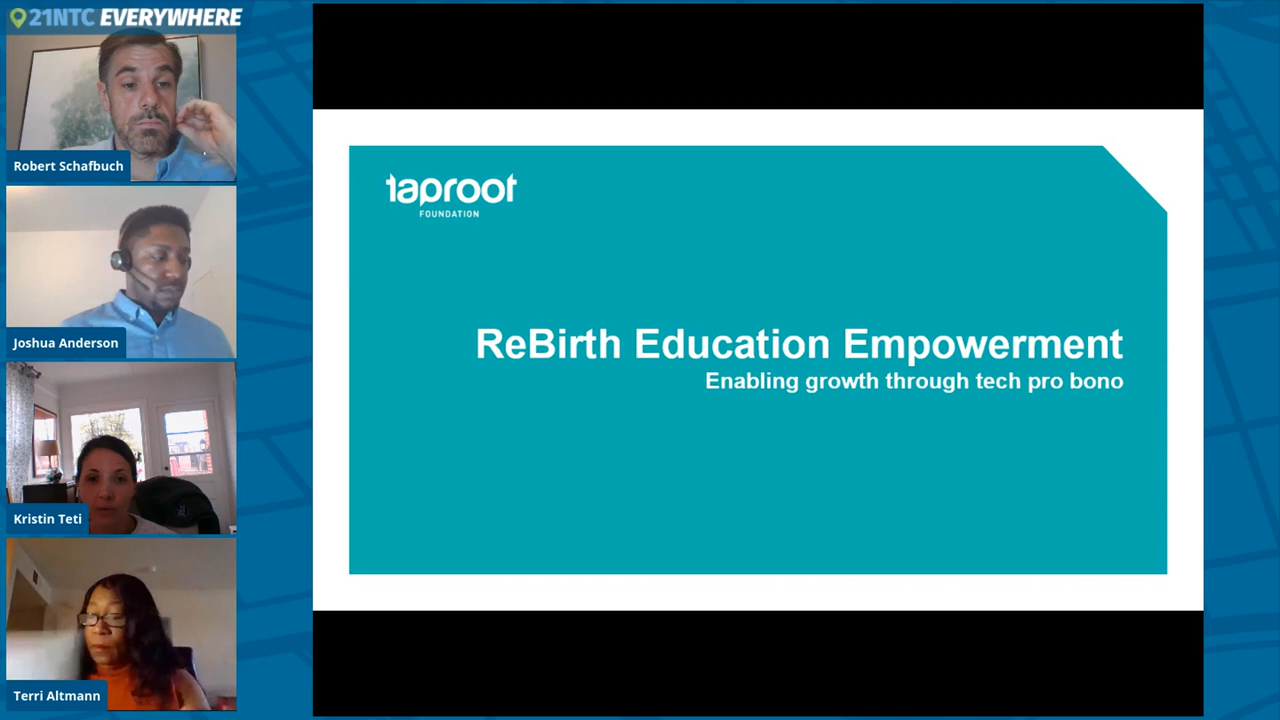 21NTC EVERYWHERE
Robert Schafbuch
Joshua Anderson
Kristin Teti
Terri Altmann
taproot
FOUNDATION
ReBirth Education Empowerment
Enabling growth through tech pro bono